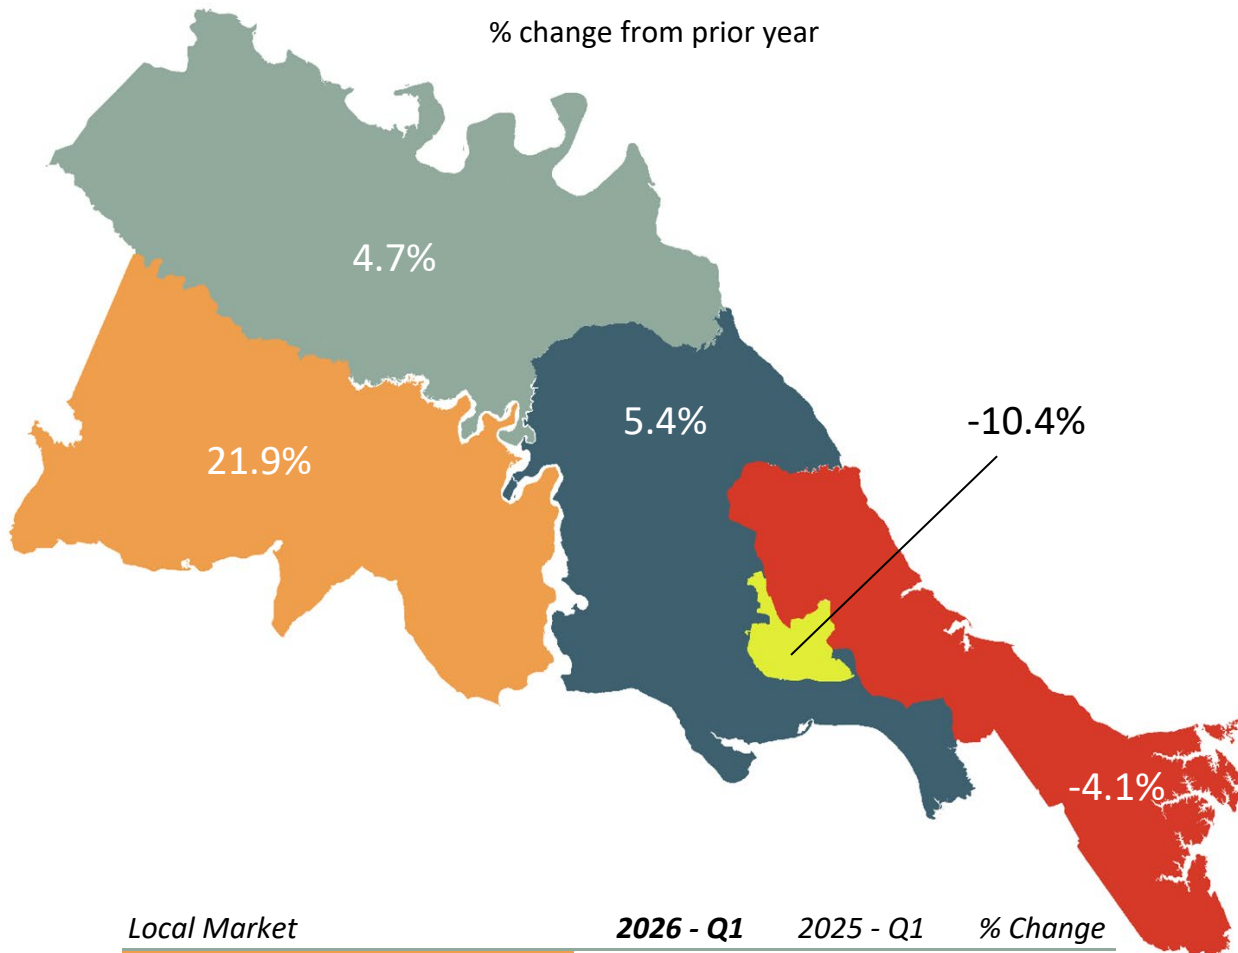 % change from prior year
4.7%
5.4%
-10.4%
21.9%
-4.1%
Local Market 2026 - Q1 2025 - Q1 % Change